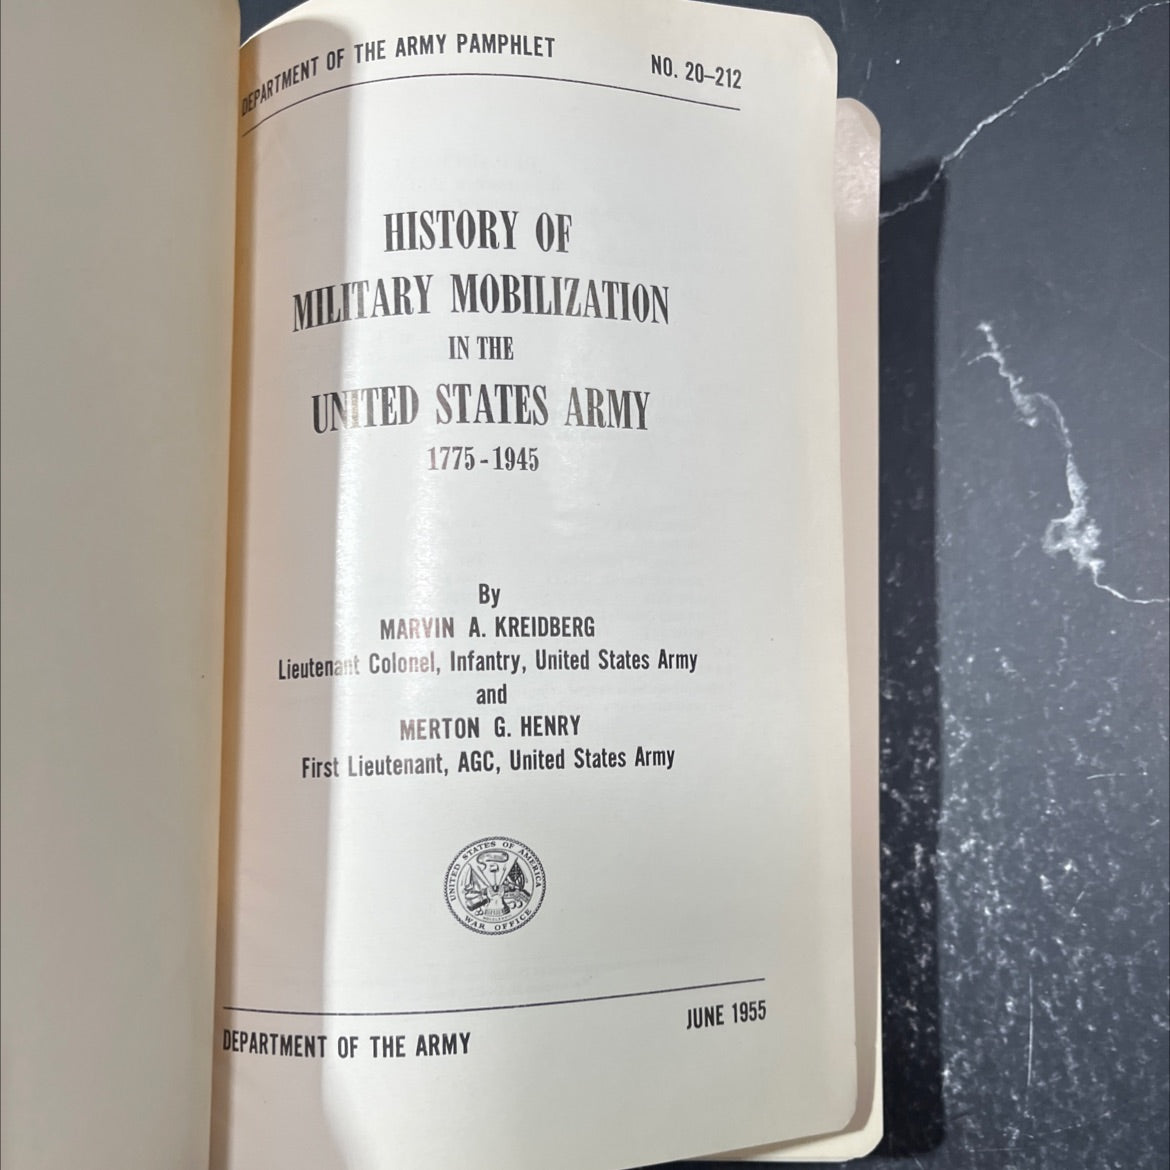 DEPARTMENT OF THE ARMY PAMPHLET NO. 20-212
HISTORY OF
MILITARY MOBILIZATION
IN THE
UNITED STATES ARMY
1775-1945
By
MARVIN A. KREIDBERG
Lieutenant Colonel, Infantry, United States Army
and
MERTON G. HENRY
First Lieutenant, AGC, United States Army
UNITED STATES OF AMERICA
WAR OFFICE
DEPARTMENT OF THE ARMY JUNE 1955